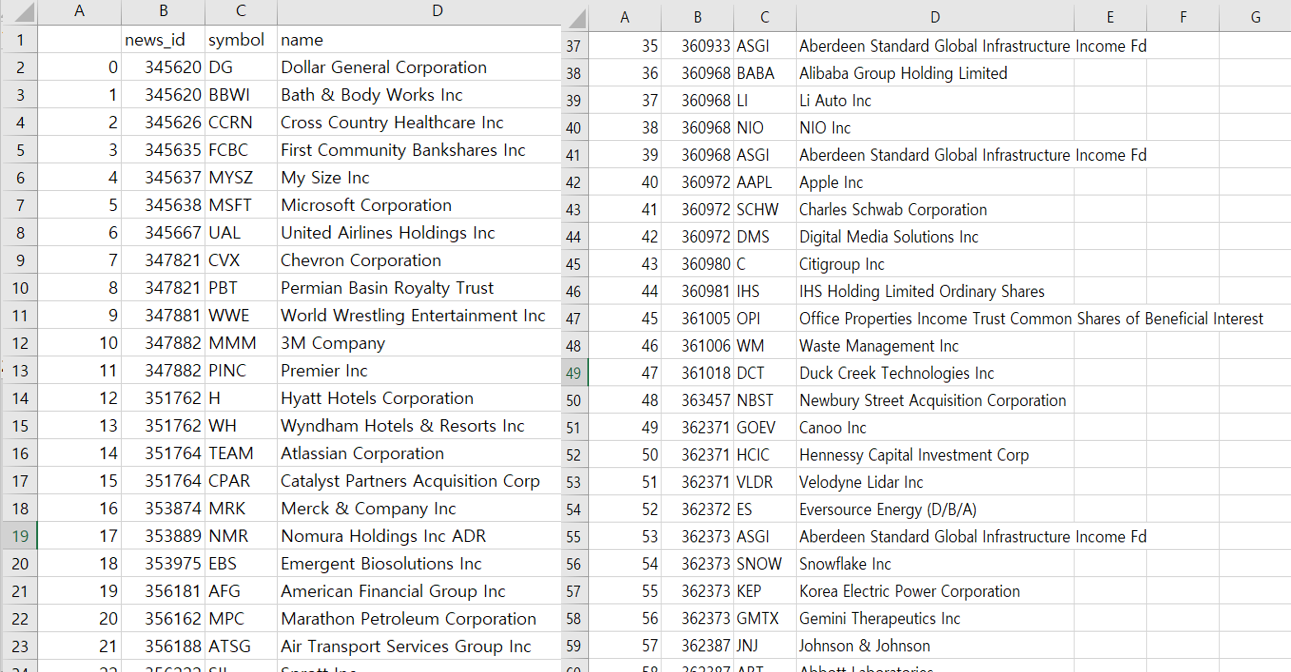 A B C D
1 news_id symbol name
2 0 345620 DG Dollar General Corporation
3 1 345620 BBWI Bath & Body Works Inc
4 2 345626 CCRN Cross Country Healthcare Inc
5 3 345635 FCBC First Community Bankshares Inc
6 4 345637 MYSZ My Size Inc
7 5 345638 MSFT Microsoft Corporation
8 6 345667 UAL United Airlines Holdings Inc
9 7 347821 CVX Chevron Corporation
10 8 347821 PBT Permian Basin Royalty Trust
11 9 347881 WWE World Wrestling Entertainment Inc
12 10 347882 MMM 3M Company
13 11 347882 PINC Premier Inc
14 12 351762 H Hyatt Hotels Corporation
15 13 351762 WH Wyndham Hotels & Resorts Inc
16 14 351764 TEAM Atlassian Corporation
17 15 351764 CPAR Catalyst Partners Acquisition Corp
18 16 353874 MRK Merck & Company Inc
19 17 353889 NMR Nomura Holdings Inc ADR
20 18 353975 EBS Emergent Biosolutions Inc
21 19 356181 AFG American Financial Group Inc
22 20 356162 MPC Marathon Petroleum Corporation
23 21 356188 ATSG Air Transport Services Group Inc
A B C D E F G
37 35 360933 ASGI Aberdeen Standard Global Infrastructure Income Fd
38 36 360968 BABA Alibaba Group Holding Limited
39 37 360968 LI Li Auto Inc
40 38 360968 NIO NIO Inc
41 39 360968 ASGI Aberdeen Standard Global Infrastructure Income Fd
42 40 360972 AAPL Apple Inc
43 41 360972 SCHW Charles Schwab Corporation
44 42 360972 DMS Digital Media Solutions Inc
45 43 360980 C Citigroup Inc
46 44 360981 IHS IHS Holding Limited Ordinary Shares
47 45 361005 OPI Office Properties Income Trust Common Shares of Beneficial Interest
48 46 361006 WM Waste Management Inc
49 47 361018 DCT Duck Creek Technologies Inc
50 48 363457 NBST Newbury Street Acquisition Corporation
51 49 362371 GOEV Canoo Inc
52 50 362371 HCIC Hennessy Capital Investment Corp
53 51 362371 VLDR Velodyne Lidar Inc
54 52 362372 ES Eversource Energy (D/B/A)
55 53 362373 ASGI Aberdeen Standard Global Infrastructure Income Fd
56 54 362373 SNOW Snowflake Inc
57 55 362373 KEP Korea Electric Power Corporation
58 56 362373 GMTX Gemini Therapeutics Inc
59 57 362387 JNJ Johnson & Johnson